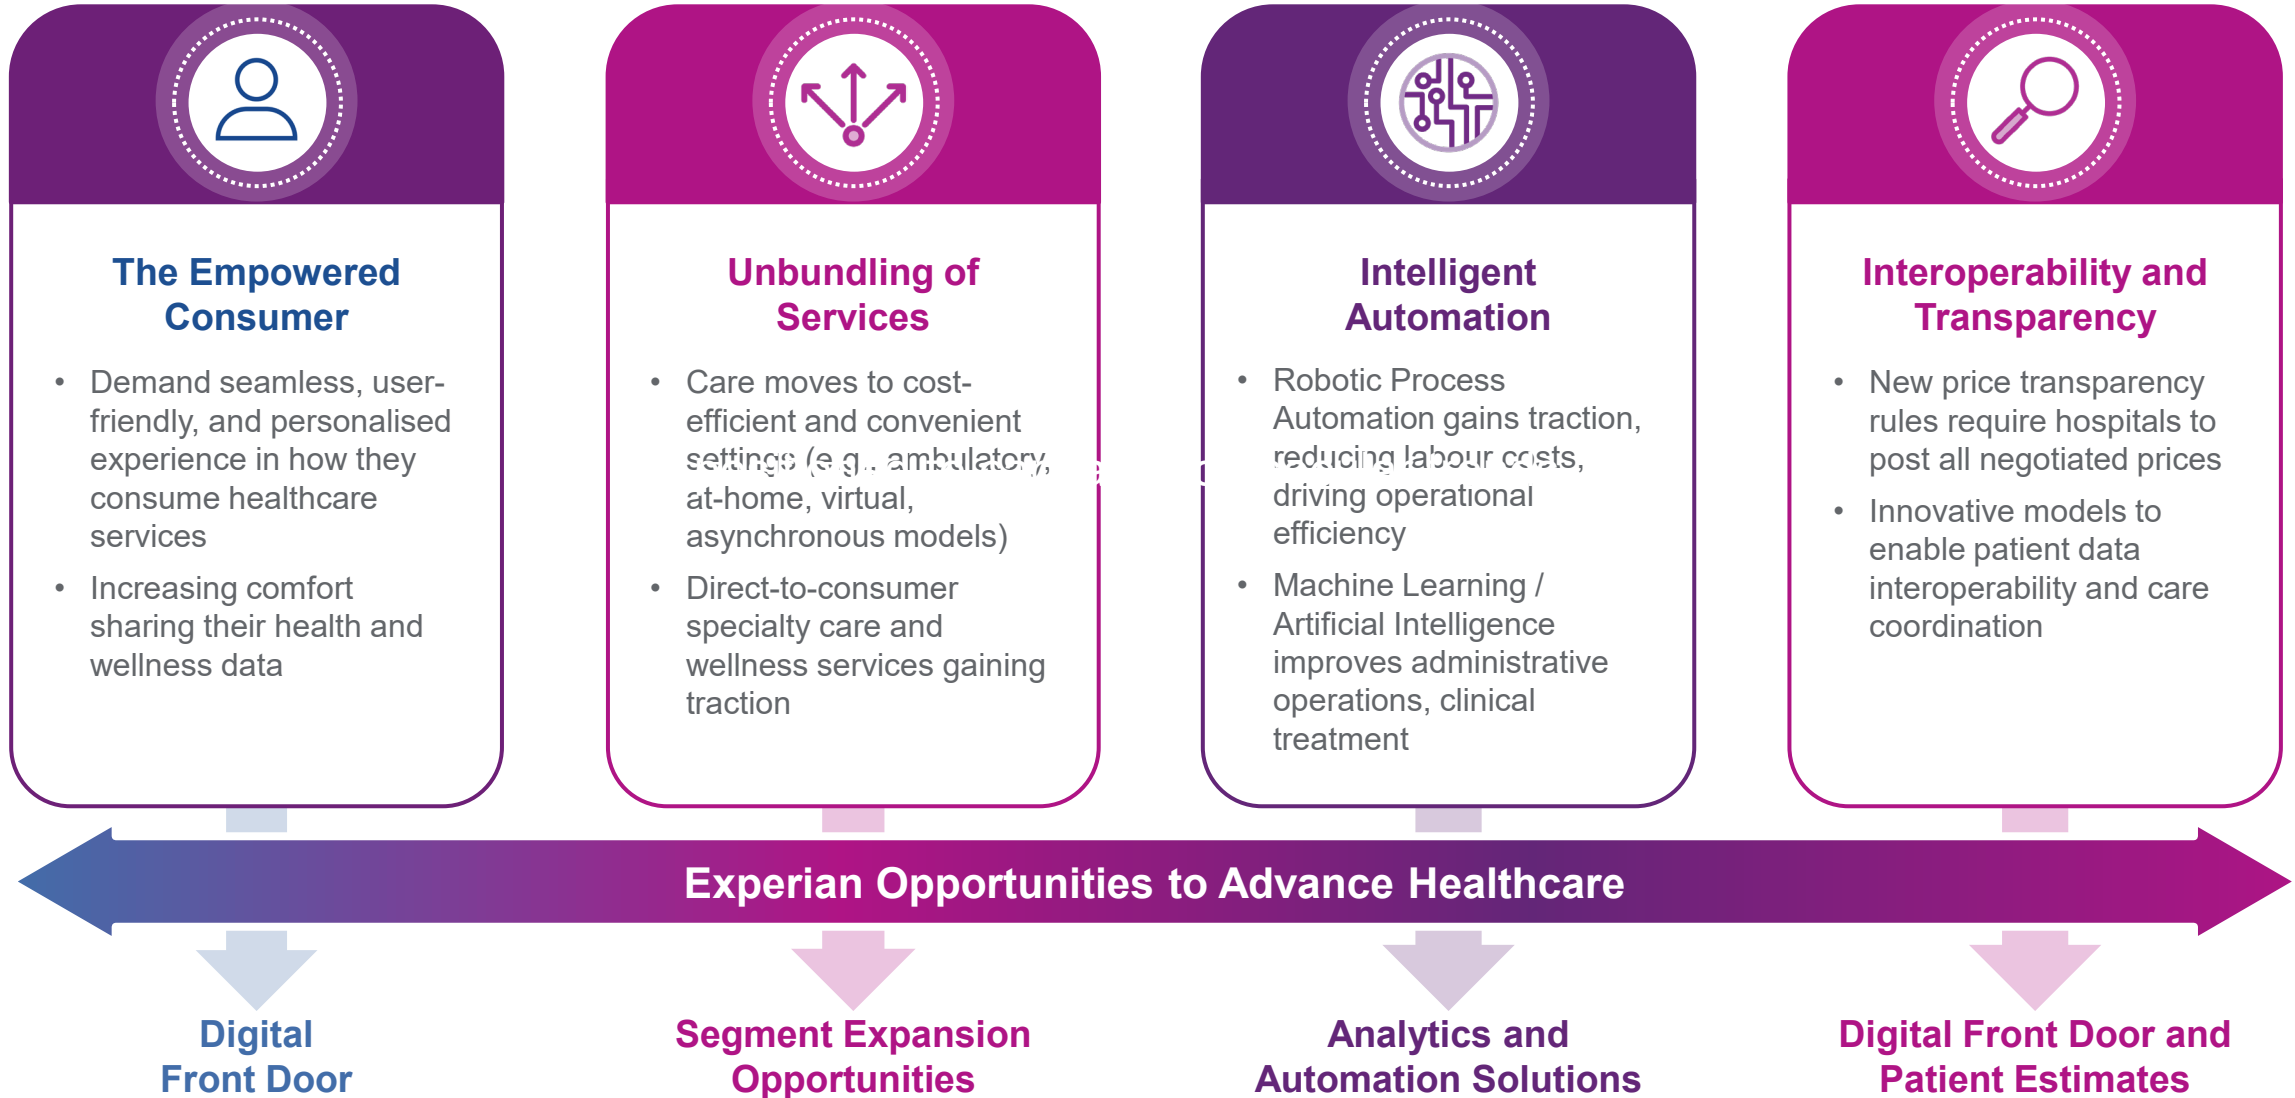 The Empowered
Consumer
• Demand seamless, user-
friendly, and personalised
experience in how they
consume healthcare
services
• Increasing comfort
sharing their health and
wellness data
Unbundling of
Services
• Care moves to cost-
efficient and convenient
settings (e.g., ambulatory,
at-home, virtual,
asynchronous models)
• Direct-to-consumer
specialty care and
wellness services gaining
traction
Intelligent
Automation
• Robotic Process
Automation gains traction,
reducing labour costs,
driving operational
efficiency
• Machine Learning /
Artificial Intelligence
improves administrative
operations, clinical
treatment
Interoperability and
Transparency
• New price transparency
rules require hospitals to
post all negotiated prices
• Innovative models to
enable patient data
interoperability and care
coordination
Experian Opportunities to Advance Healthcare
Digital
Front Door
Segment Expansion
Opportunities
Analytics and
Automation Solutions
Digital Front Door and
Patient Estimates